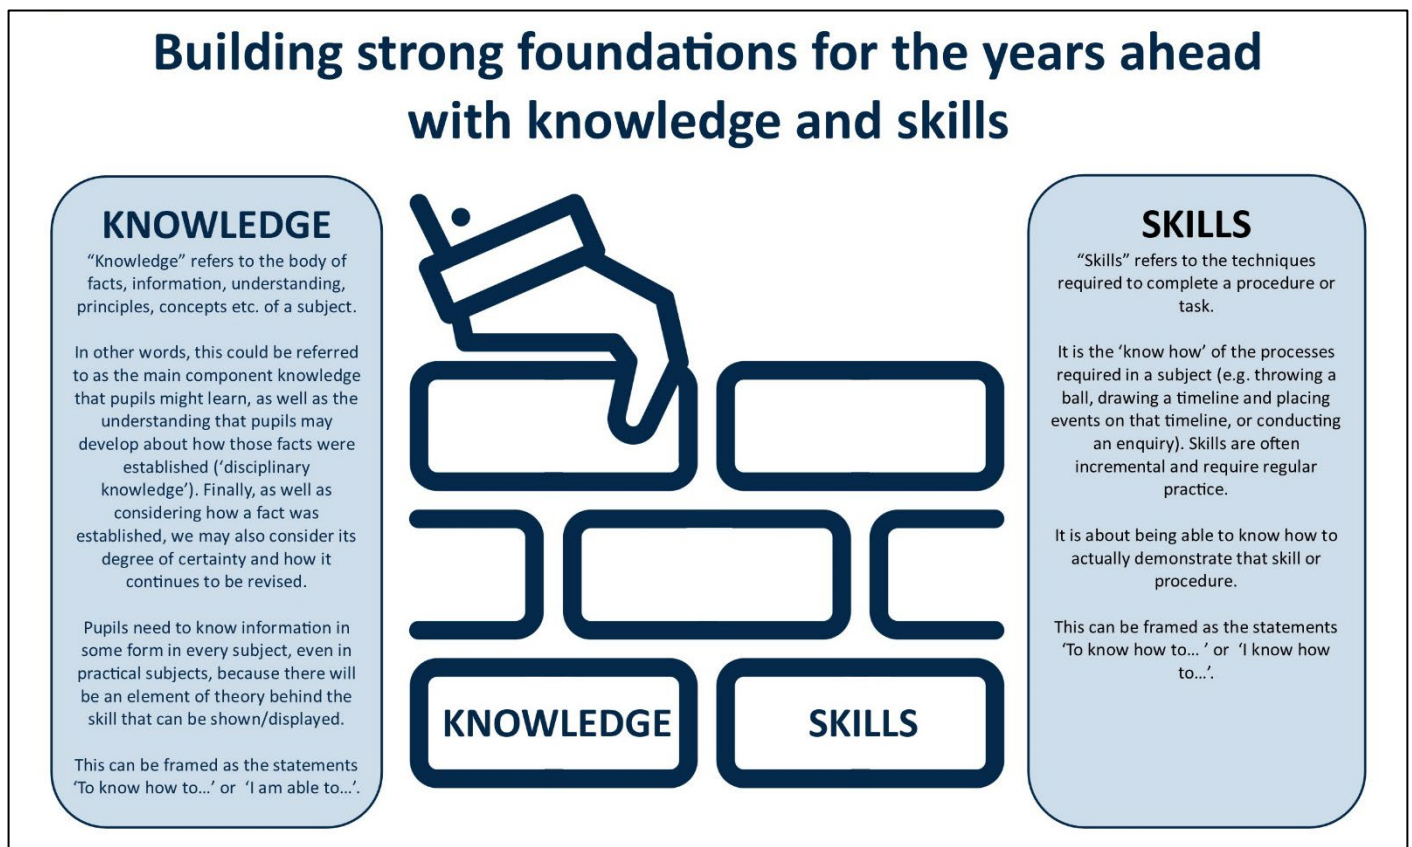 Building strong foundations for the years ahead
with knowledge and skills
KNOWLEDGE
“Knowledge” refers to the body of
facts, information, understanding,
principles, concepts etc. of a subject.
In other words, this could be referred
to as the main component knowledge
that pupils might learn, as well as the
understanding that pupils may
develop about how those facts were
established (‘disciplinary
knowledge’). Finally, as well as
considering how a fact was
established, we may also consider its
degree of certainty and how it
continues to be revised.
Pupils need to know information in
some form in every subject, even in
practical subjects, because there will
be an element of theory behind the
skill that can be shown/displayed.
This can be framed as the statements
‘To know how to…’ or ‘I am able to…’.
KNOWLEDGE
SKILLS
SKILLS
“Skills” refers to the techniques
required to complete a procedure or
task.
It is the ‘know how’ of the processes
required in a subject (e.g. throwing a
ball, drawing a timeline and placing
events on that timeline, or conducting
an enquiry). Skills are often
incremental and require regular
practice.
It is about being able to know how to
actually demonstrate that skill or
procedure.
This can be framed as the statements
‘To know how to… ’ or ‘I know how
to…’.